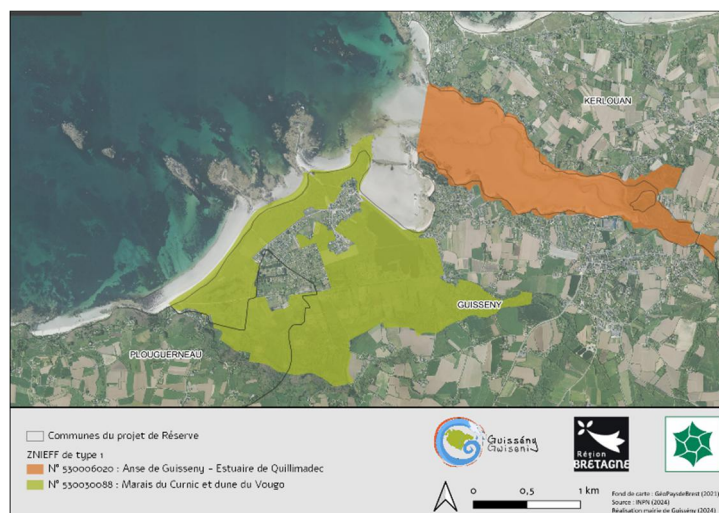 KERLOUAN
GUISSENY
PLOUGUERNEAU
Communes du projet de Réserve
ZNIEFF de type 1
N° 530006020 : Anse de Guisseny - Estuaire de Quillimadec
N° 530030088 : Marais du Curnic et dune du Vougo
Guissény
Gwiseni
Région
BRETAGNE
0 0,5 1 km
Fond de carte : GéoPaysdeBrest (2021)
Source : INPN (2024)
Réalisation mairie de Guissény (2024)